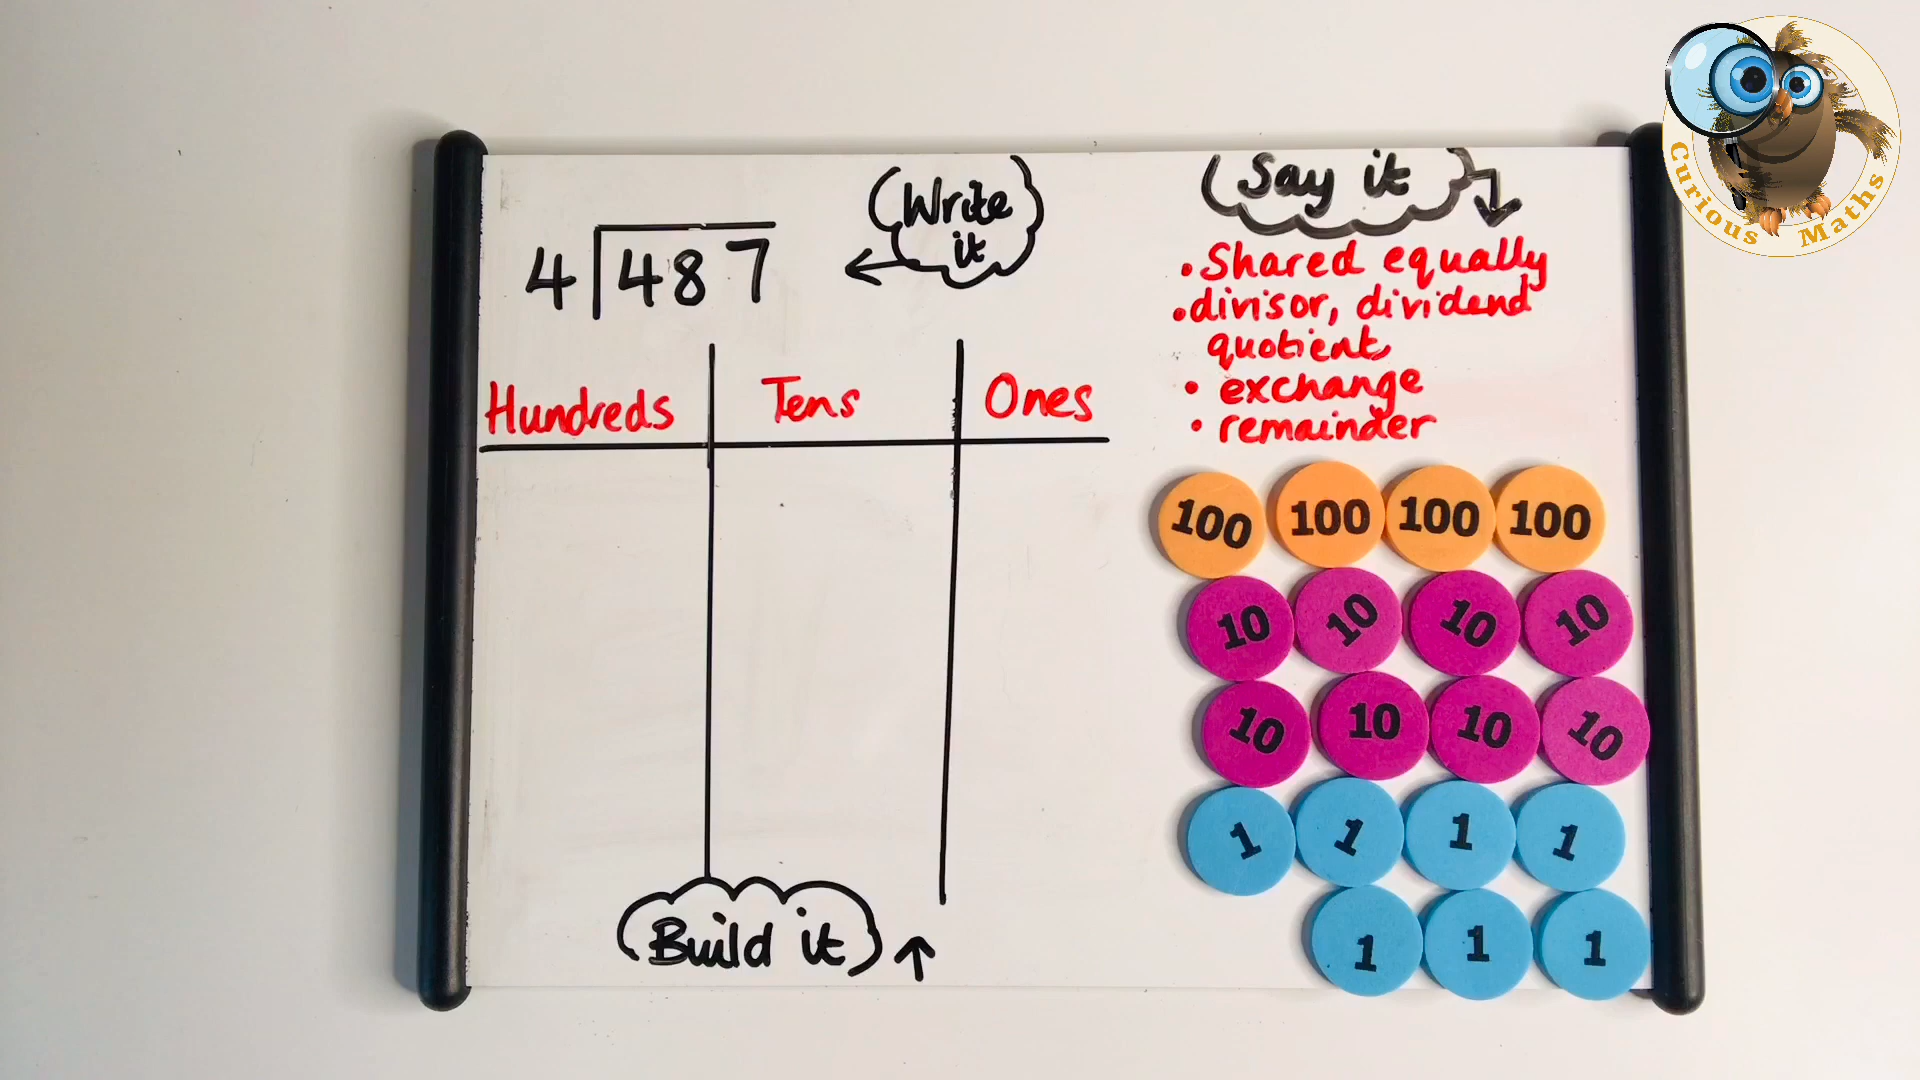 4 487
Write
it
Say it
• Shared equally
• divisor, dividend
quotient
• exchange
• remainder
Hundreds Tens Ones
100 100 100 100
10 10 10 10
10 10 10 10
1 1 1 1
1 1 1
Build it
Curious Maths